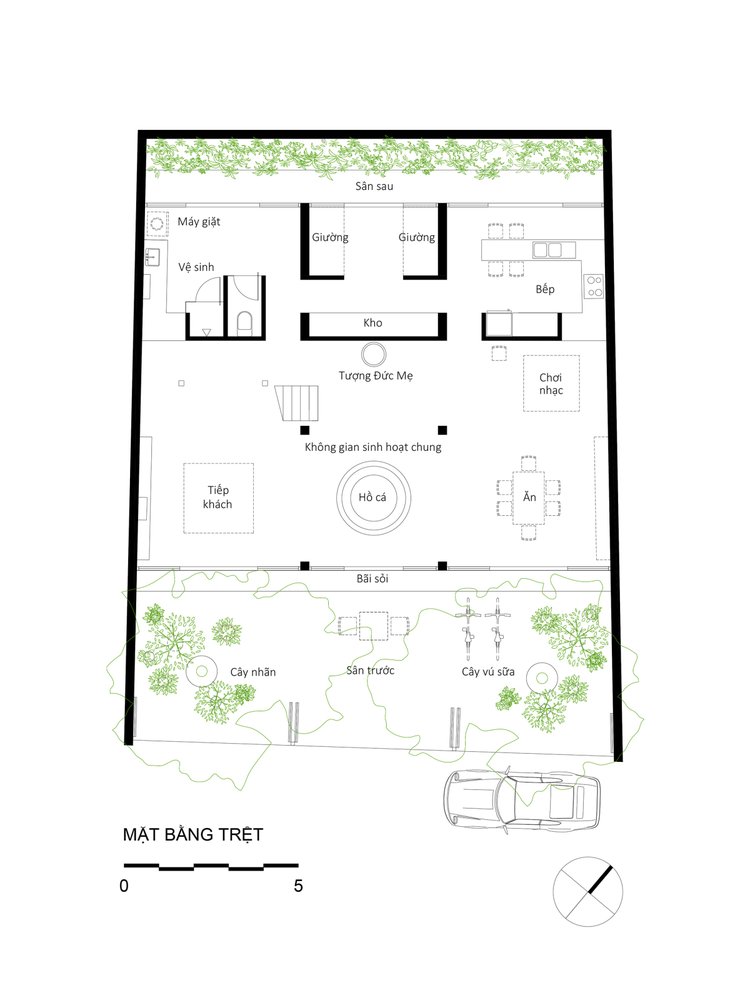 Sân sau
Máy giặt
Giường
Giường
Vệ sinh
Bếp
Kho
Tượng Đức Mẹ
Chơi
nhạc
Không gian sinh hoạt chung
Tiếp
khách
Hồ cá
Ăn
Bãi sỏi
Cây nhãn
Sân trước
Cây vú sữa
MẶT BẰNG TRỆT
0
5